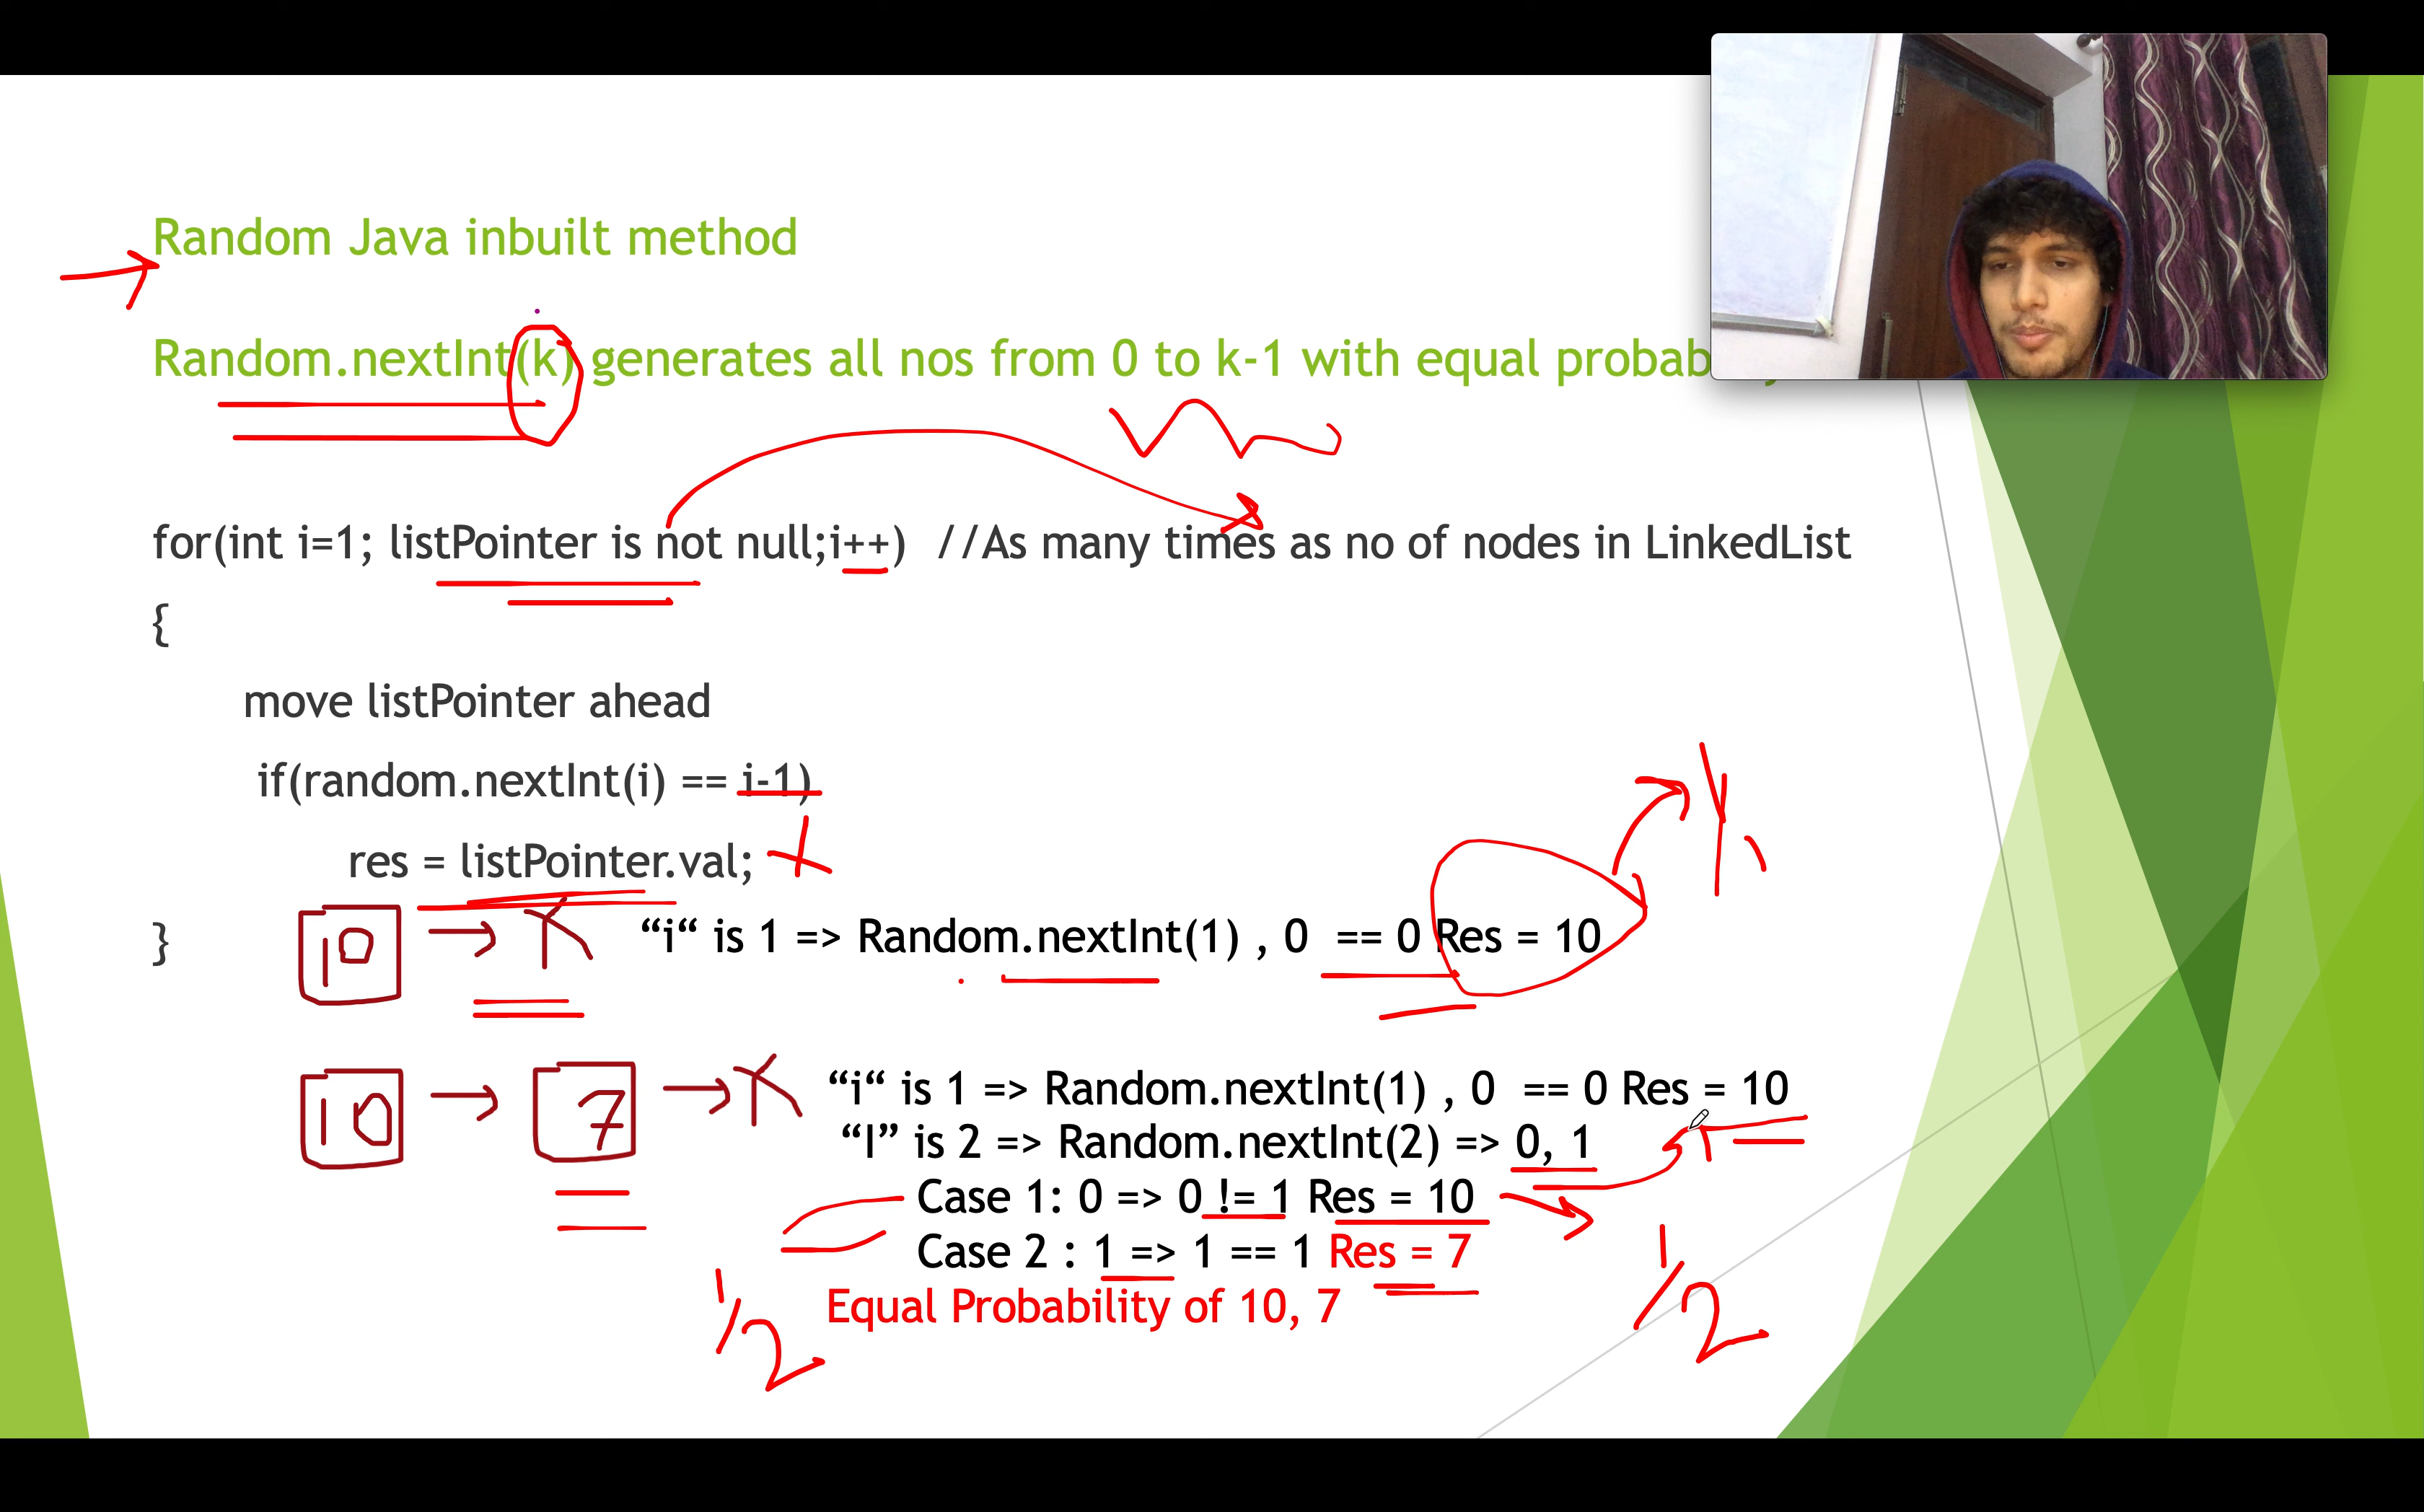 Random Java inbuilt method
Random.nextInt(k) generates all nos from 0 to k-1 with equal
for(int i=1; listPointer is not null;i++) //As many times as no of nodes in LinkedList
{
move listPointer ahead
if(random.nextInt(i) == i-1)
res = listPointer.val;
}
10
“i“ is 1 => Random.nextInt(1) , 0 == 0 Res = 10
10 7
“i“ is 1 => Random.nextInt(1) , 0 == 0 Res = 10
“I” is 2 => Random.nextInt(2) => 0, 1
Case 1: 0 => 0 != 1 Res = 10
Case 2 : 1 => 1 == 1 Res = 7
Equal Probability of 10, 7
1/2
1/2